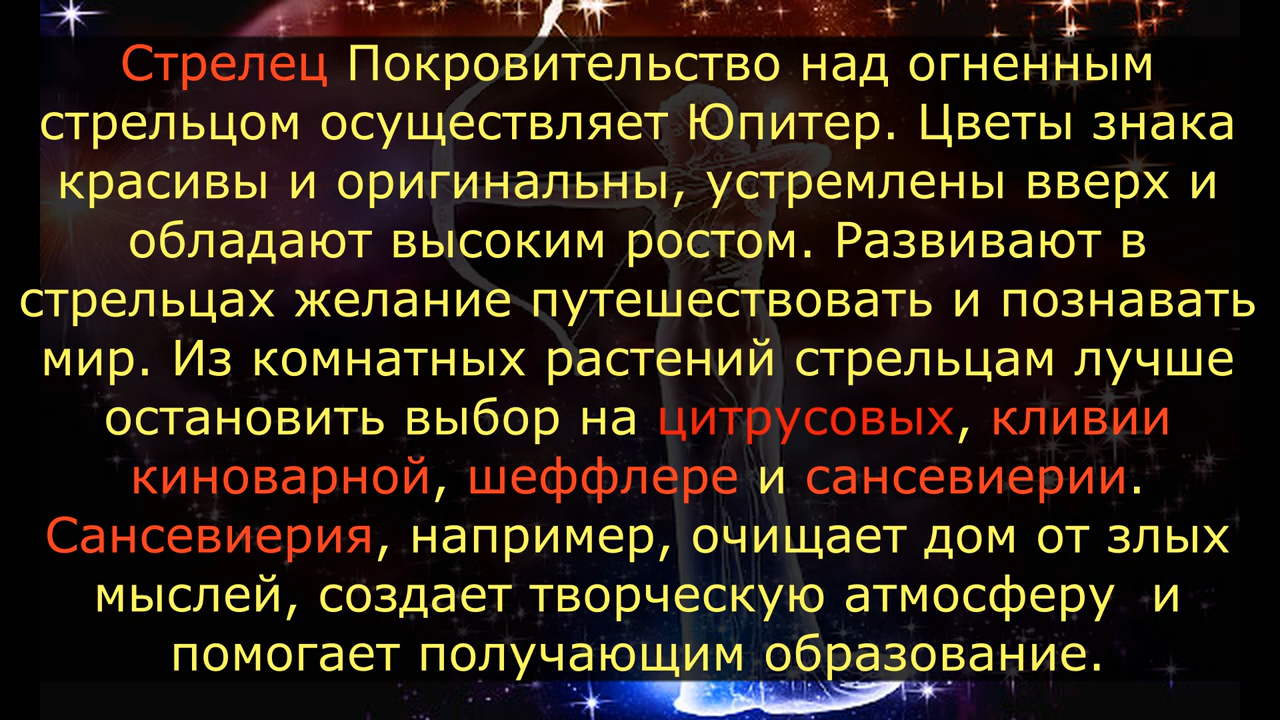 Стрелец Покровительство над огненным
стрельцом осуществляет Юпитер. Цветы знака
красивы и оригинальны, устремлены вверх и
обладают высоким ростом. Развивают в
стрельцах желание путешествовать и познавать
мир. Из комнатных растений стрельцам лучше
остановить выбор на цитрусовых, кливии
киноварной, шеффлере и сансевиерии.
Сансевиерия, например, очищает дом от злых
мыслей, создает творческую атмосферу  и
помогает получающим образование.